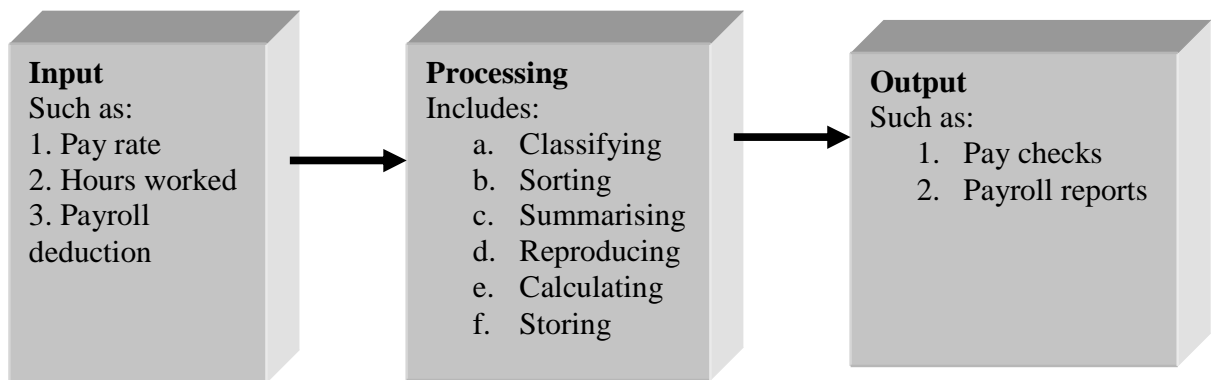 Input
Such as:
1. Pay rate
2. Hours worked
3. Payroll
deduction
Processing
Includes:
a. Classifying
b. Sorting
c. Summarising
d. Reproducing
e. Calculating
f. Storing
Output
Such as:
1. Pay checks
2. Payroll reports